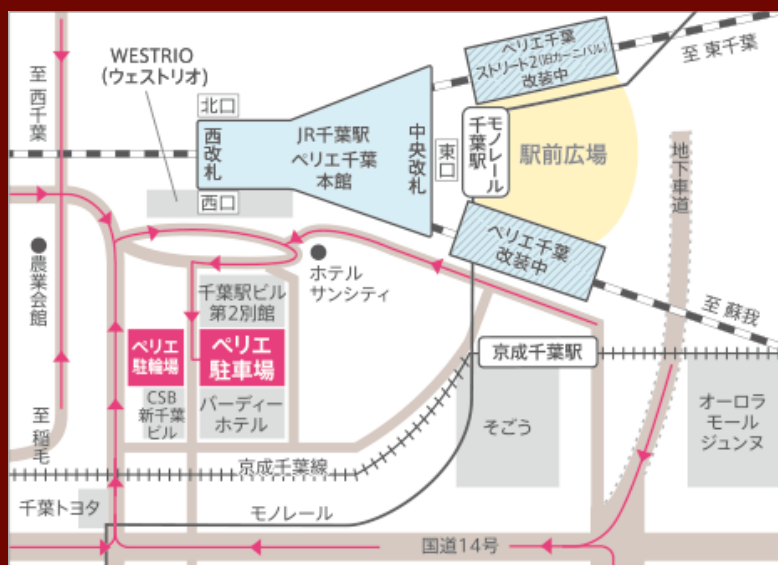 WESTRIO
(ウェストリオ)
至 西千葉
北口
西改札
西口
JR千葉駅
ペリエ千葉
本館
中央改札
東口
モノレール
千葉駅
ペリエ千葉
ストリート2(旧カーニバル)
改装中
至 東千葉
駅前広場
地下車道
ペリエ千葉
改装中
至 蘇我
農業会館
ホテル
サンシティ
千葉駅ビル
第2別館
ペリエ
駐輪場
ペリエ
駐車場
京成千葉駅
CSB
新千葉
ビル
バーディー
ホテル
そごう
オーロラ
モール
ジュンヌ
至 稲毛
京成千葉線
千葉トヨタ
モノレール
国道14号